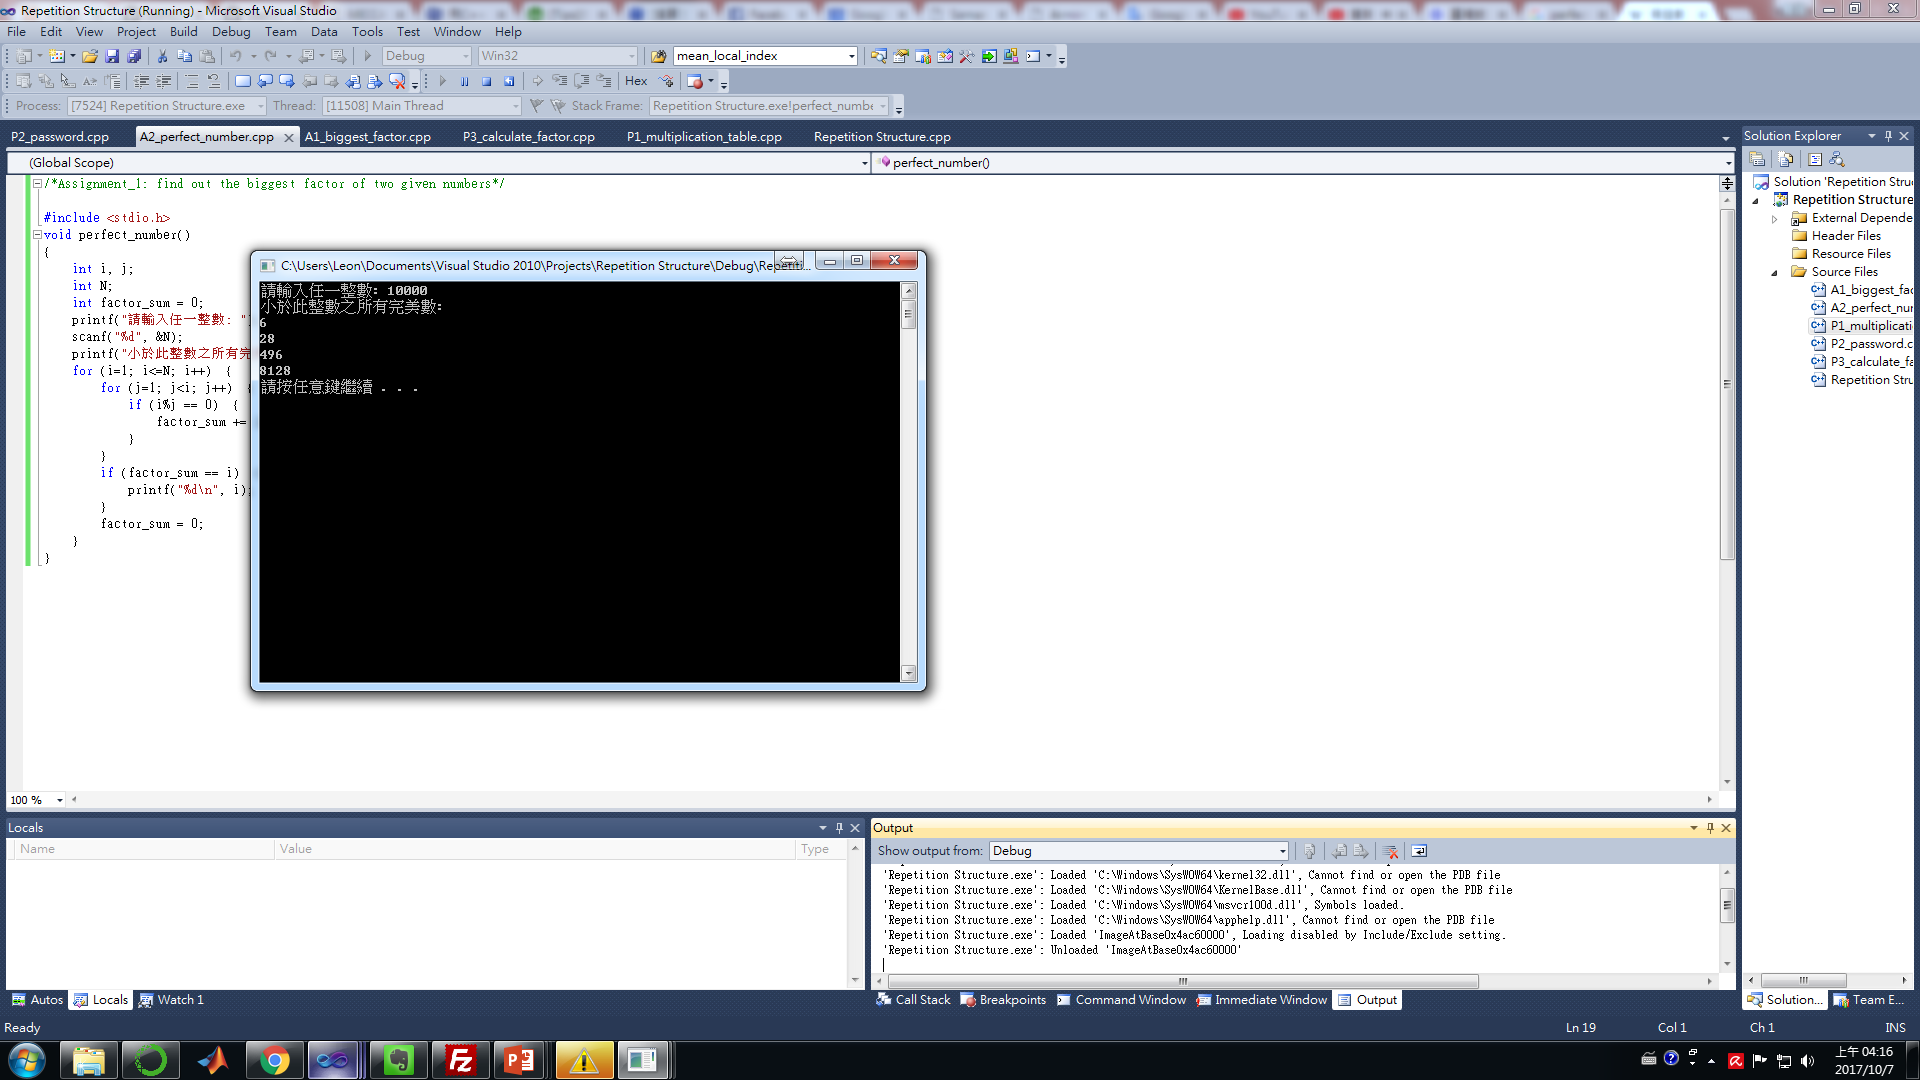 Repetition Structure (Running) - Microsoft Visual Studio
File Edit View Project Build Debug Team Data Tools Test Window Help
Debug Win32 mean_local_index
Hex
Process: [7524] Repetition Structure.exe Thread: [11508] Main Thread Stack Frame: Repetition Structure.exe!perfect_numbe
P2_password.cpp A2_perfect_number.cpp A1_biggest_factor.cpp P3_calculate_factor.cpp P1_multiplication_table.cpp Repetition Structure.cpp
(Global Scope) perfect_number()
/*Assignment_1: find out the biggest factor of two given numbers*/
#include <stdio.h>
void perfect_number()
{
int i, j;
int N;
int factor_sum = 0;
printf("請輸入任一整數: "
scanf("%d", &N);
printf("小於此整數之所有完
for (i=1; i<=N; i++) {
for (j=1; j<i; j++) {
if (i%j == 0) {
factor_sum +=
}
}
if (factor_sum == i)
printf("%d\n", i);
}
factor_sum = 0;
}
}
C:\Users\Leon\Documents\Visual Studio 2010\Projects\Repetition Structure\Debug\Repetiti...
請輸入任一整數: 10000
小於此整數之所有完美數:
6
28
496
8128
請按任意鍵繼續 . . .
Solution Explorer
Solution 'Repetition Stru
Repetition Structure
External Depende
Header Files
Resource Files
Source Files
A1_biggest_fac
A2_perfect_nu
P1_multiplicati
P2_password.c
P3_calculate_fa
Repetition Stru
100 %
Locals
Name Value Type
Autos Locals Watch 1
Output
Show output from: Debug
'Repetition Structure.exe': Loaded 'C:\Windows\SysWOW64\kernel32.dll', Cannot find or open the PDB file
'Repetition Structure.exe': Loaded 'C:\Windows\SysWOW64\KernelBase.dll', Cannot find or open the PDB file
'Repetition Structure.exe': Loaded 'C:\Windows\SysWOW64\msvcr100d.dll', Symbols loaded.
'Repetition Structure.exe': Loaded 'C:\Windows\SysWOW64\apphelp.dll', Cannot find or open the PDB file
'Repetition Structure.exe': Loaded 'ImageAtBase0x4ac60000', Loading disabled by Include/Exclude setting.
'Repetition Structure.exe': Unloaded 'ImageAtBase0x4ac60000'
Call Stack Breakpoints Command Window Immediate Window Output
Solution... Team E...
Ready Ln 19 Col 1 Ch 1 INS
上午 04:16
2017/10/7